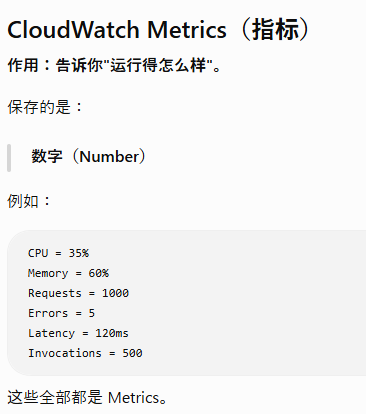 CloudWatch Metrics（指标）
作用：告诉你"运行得怎么样"。
保存的是：
数字（Number）
例如：
CPU = 35%
Memory = 60%
Requests = 1000
Errors = 5
Latency = 120ms
Invocations = 500
这些全部都是 Metrics。